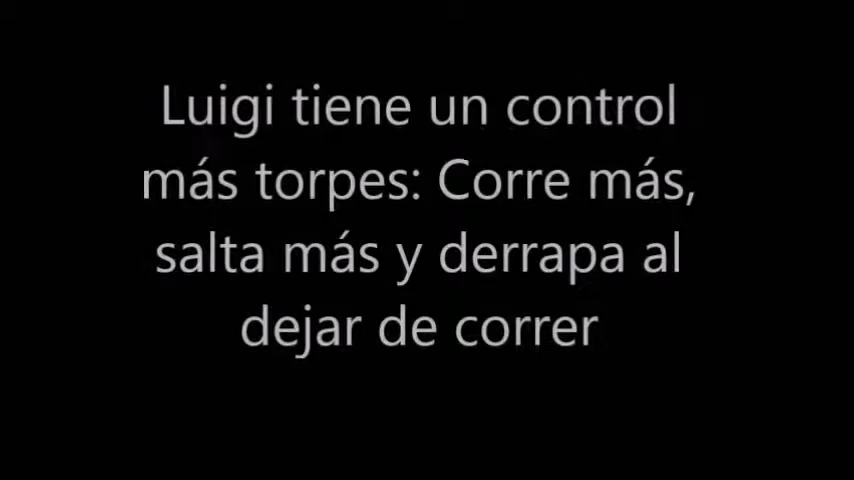 Luigi tiene un control
más torpes: Corre más,
salta más y derrapa al
dejar de correr